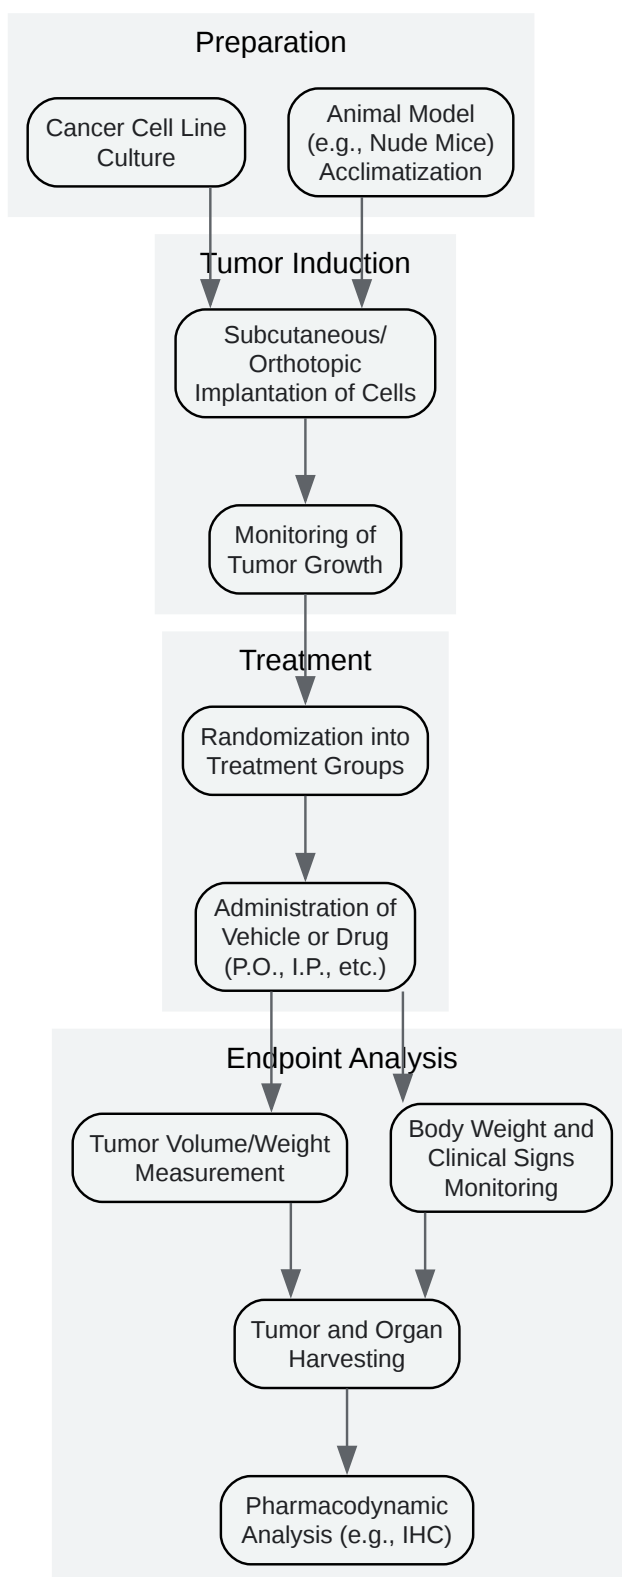 Preparation
Cancer Cell Line
Culture
Animal Model
(e.g., Nude Mice)
Acclimatization
Tumor Induction
Subcutaneous/
Orthotopic
Implantation of Cells
Monitoring of
Tumor Growth
Treatment
Randomization into
Treatment Groups
Administration of
Vehicle or Drug
(P.O., I.P., etc.)
Endpoint Analysis
Tumor Volume/Weight
Measurement
Body Weight and
Clinical Signs
Monitoring
Tumor and Organ
Harvesting
Pharmacodynamic
Analysis (e.g., IHC)